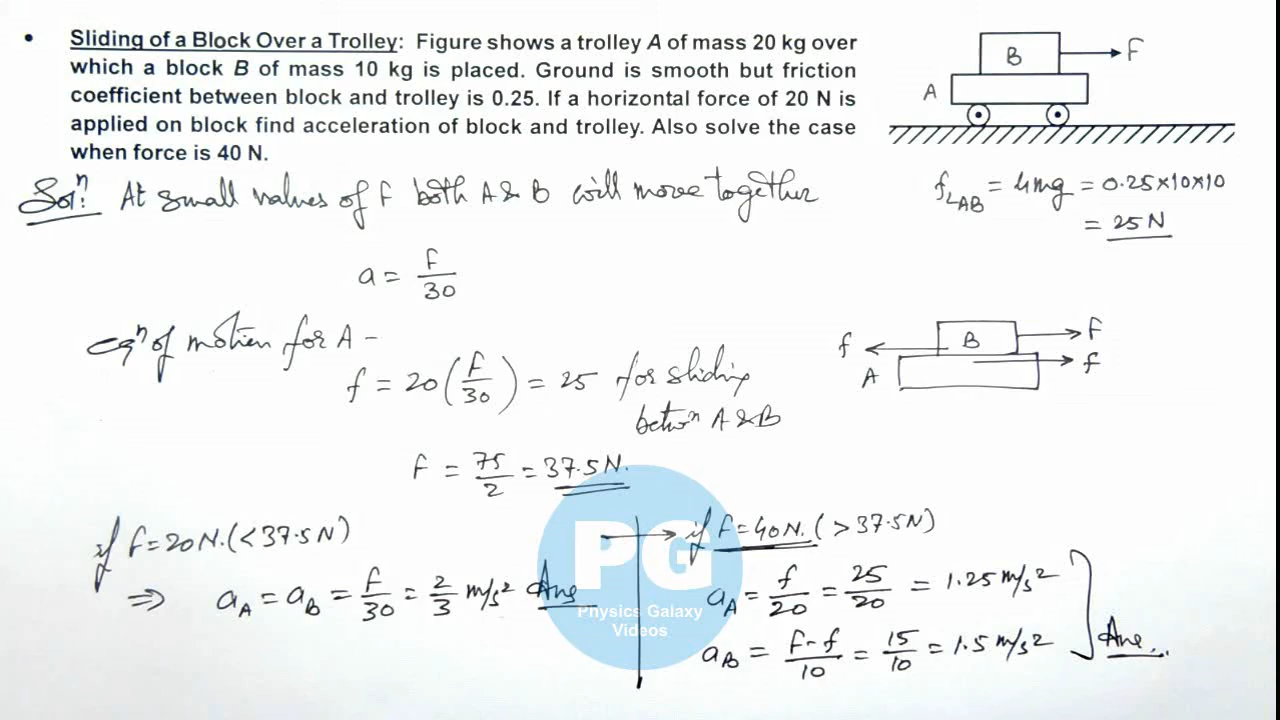 • Sliding of a Block Over a Trolley: Figure shows a trolley A of mass 20 kg over
which a block B of mass 10 kg is placed. Ground is smooth but friction
coefficient between block and trolley is 0.25. If a horizontal force of 20 N is
applied on block find acceleration of block and trolley. Also solve the case
when force is 40 N.
B
F
A
Solⁿ: At small values of F both A & B will move together
f_LAB = μmg = 0.25×10×10
= 25 N
a = F/30
eqⁿ of motion for A –
f = 20 (F/30) = 25 for sliding
betwⁿ A & B
f
B
F
f
A
F = 75/2 = 37.5 N.
if F = 20 N. (< 37.5 N)
⇒ a_A = a_B = F/30 = 2/3 m/s² Ans
→ if F = 40 N. (> 37.5 N)
a_A = f/20 = 25/20 = 1.25 m/s²
a_B = F-f/10 = 15/10 = 1.5 m/s²
Ans..
PG
Physics Galaxy
Videos